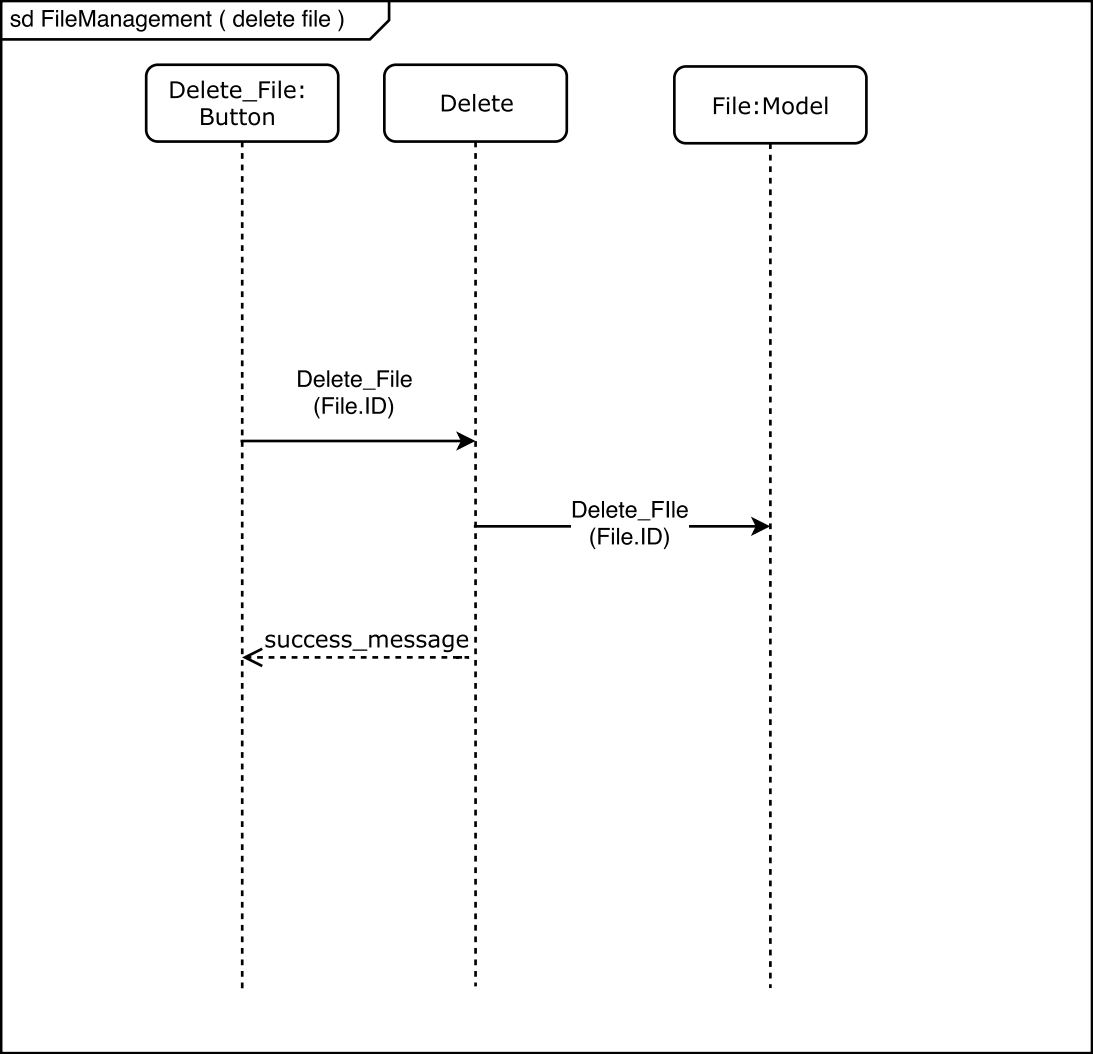 sd FileManagement ( delete file )
Delete_File:
Button
Delete
File:Model
Delete_File
(File.ID)
Delete_FIle
(File.ID)
success_message